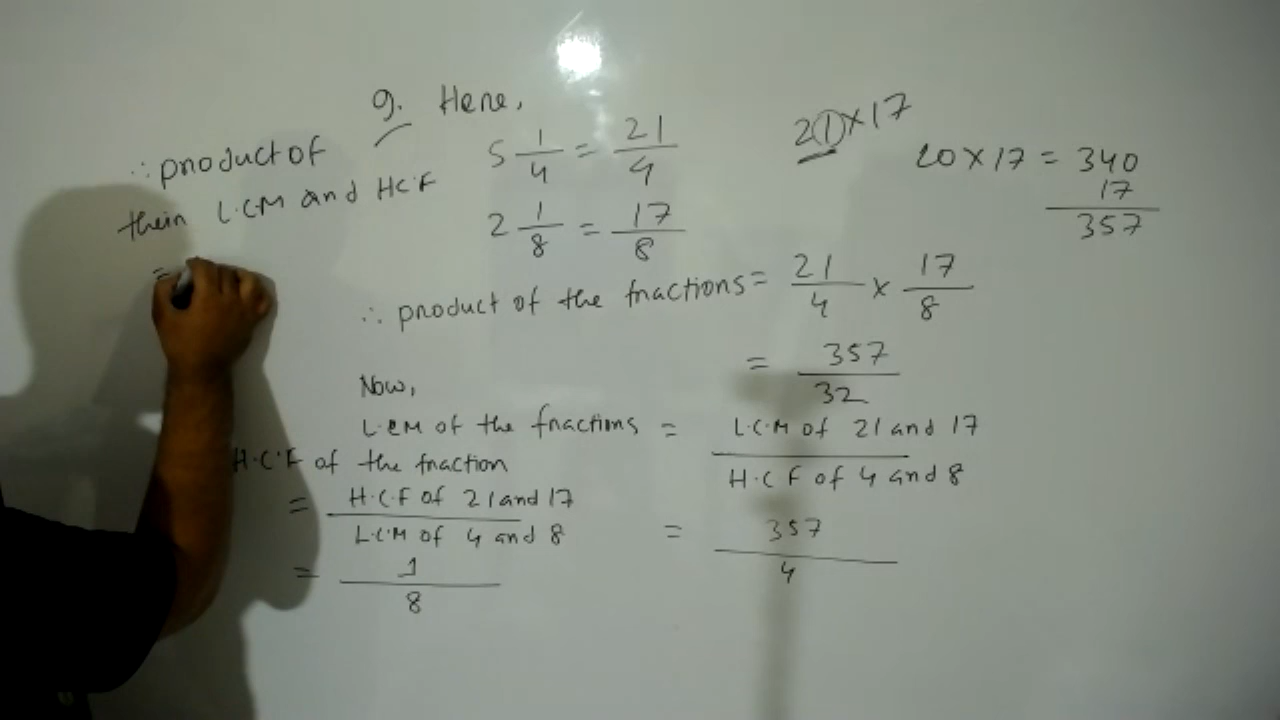 9. Here,
5 1/4 = 21/4
2 1/8 = 17/8
∴ product of the fractions = 21/4 × 17/8
= 357/32
Now,
L.C.M of the fractions = L.C.M of 21 and 17 / H.C.F of 4 and 8
= 357/4
H.C.F of the fraction
= H.C.F of 21 and 17 / L.C.M of 4 and 8
= 1/8
∴ product of
their L.C.M and H.C.F
=
21×17
20×17 = 340
17
357